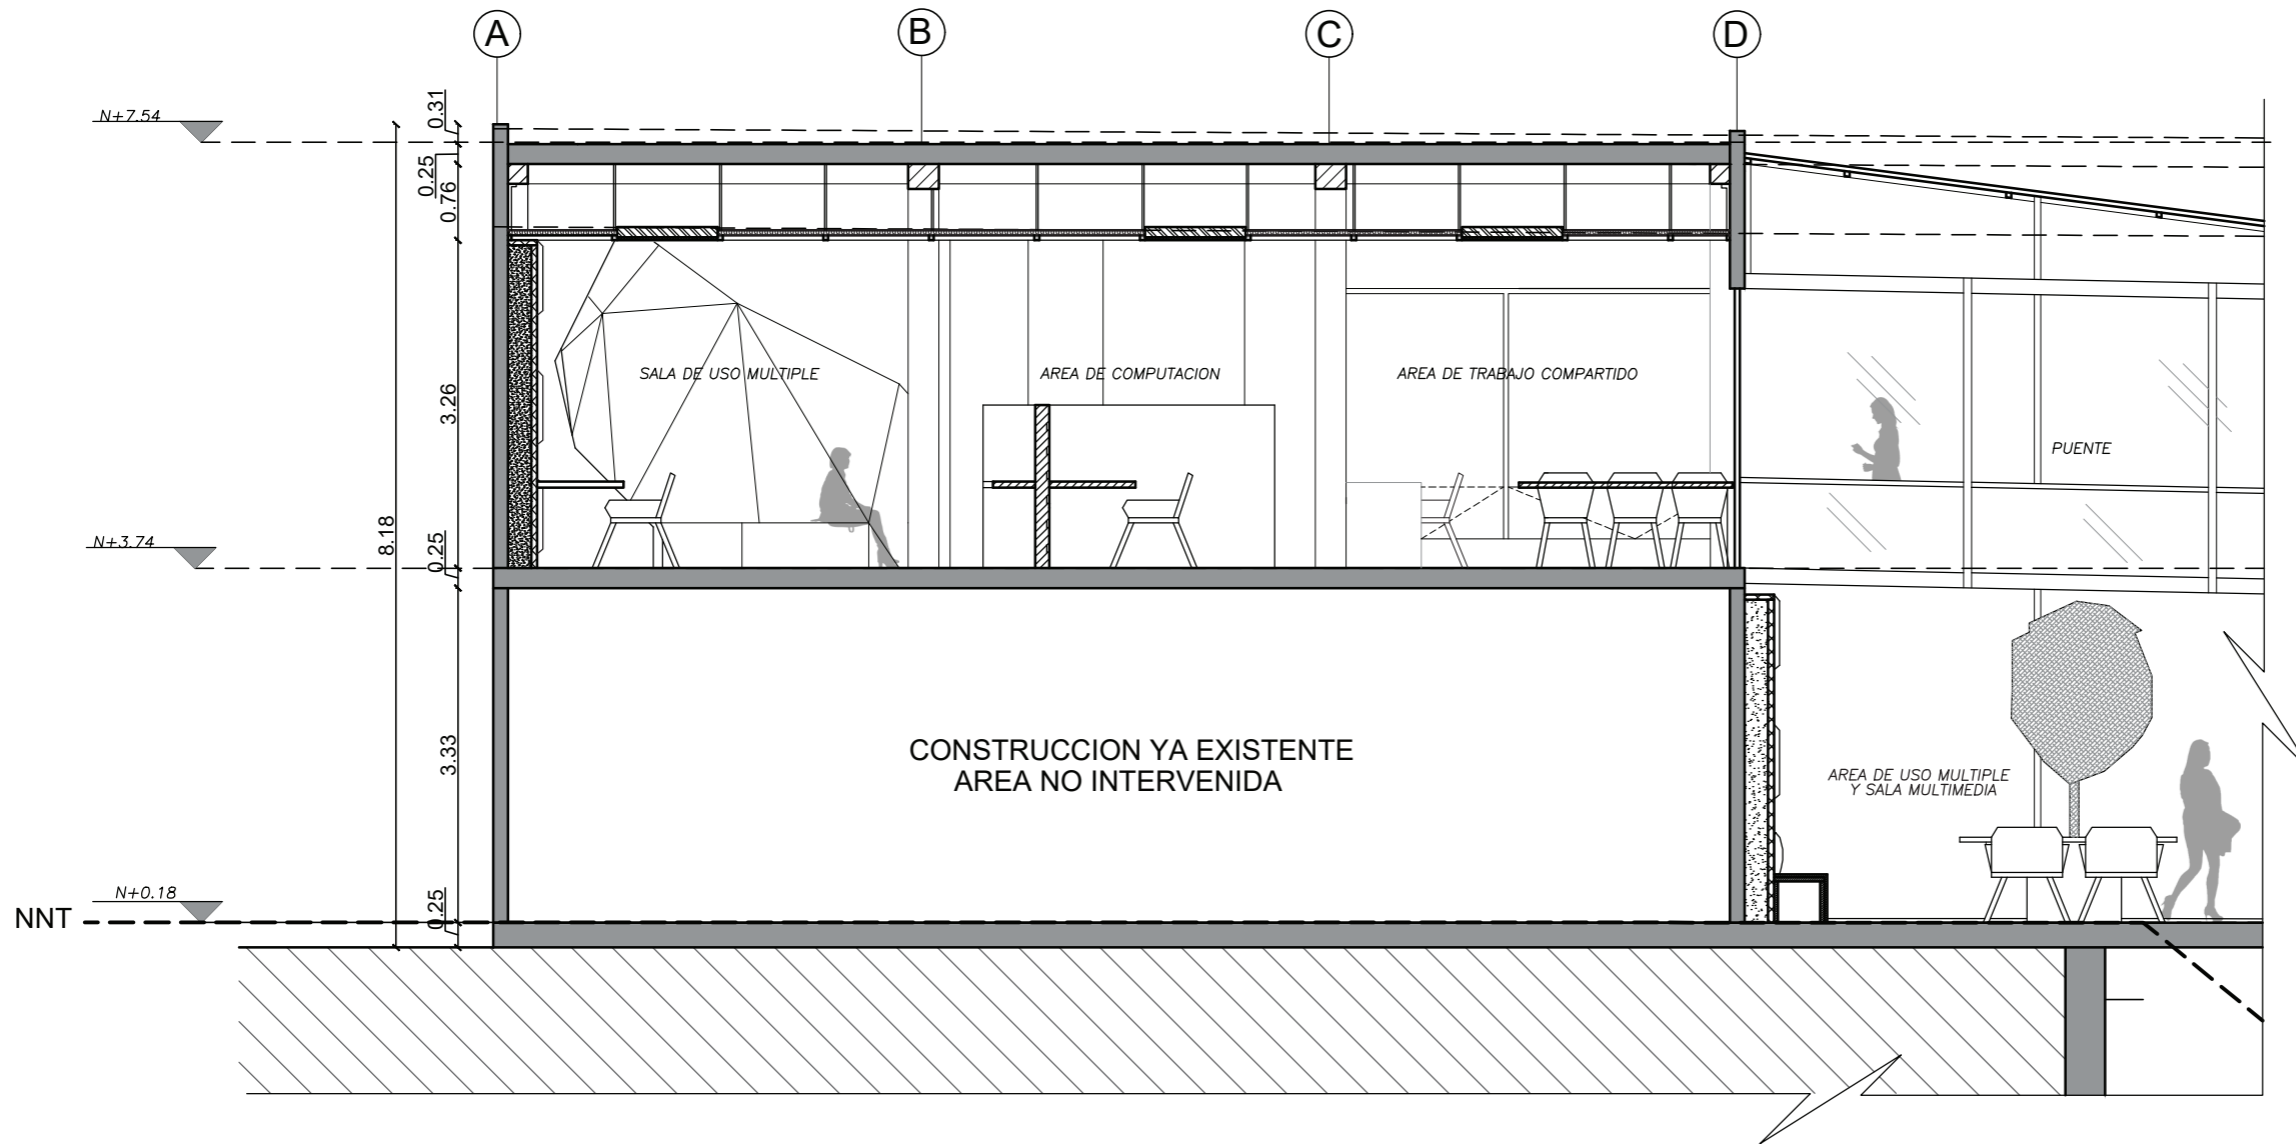 A
B
C
D
N+7.54
0.31
0.25
0.76
SALA DE USO MULTIPLE
AREA DE COMPUTACION
AREA DE TRABAJO COMPARTIDO
3.26
PUENTE
8.18
N+3.74
0.25
3.33
CONSTRUCCION YA EXISTENTE
AREA NO INTERVENIDA
AREA DE USO MULTIPLE
Y SALA MULTIMEDIA
N+0.18
0.25
NNT